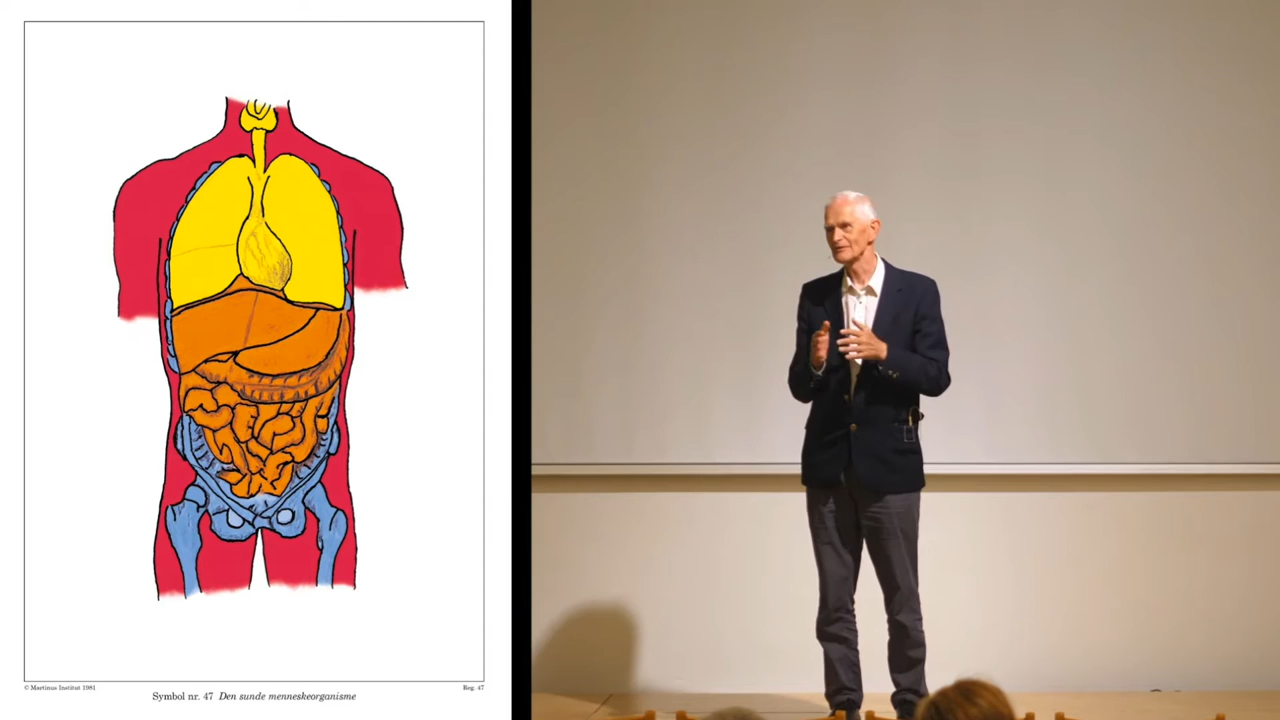 © Martinus Institut 1981
Reg. 47
Symbol nr. 47 Den sunde menneskeorganisme